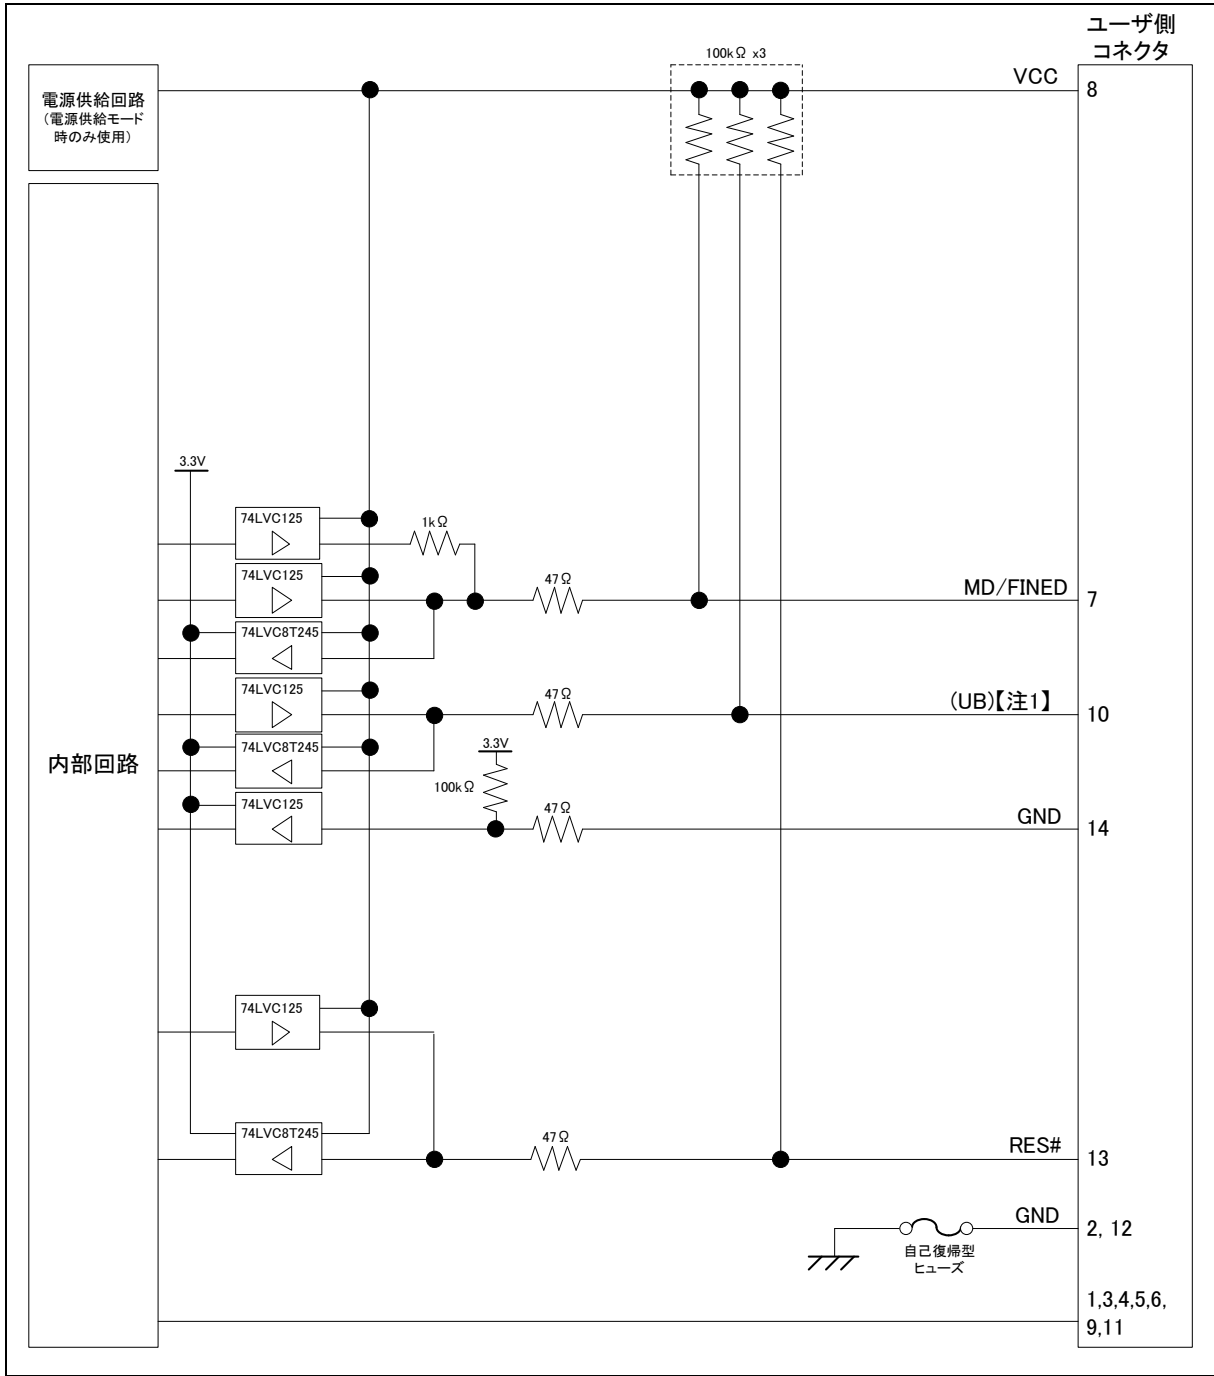 ユーザ側
コネクタ
100kΩ x3
VCC
8
電源供給回路
(電源供給モード
時のみ使用)
3.3V
74LVC125
1kΩ
74LVC125
47Ω
MD/FINED
7
74LVC8T245
74LVC125
47Ω
(UB)【注1】
10
74LVC8T245
3.3V
内部回路
100kΩ
74LVC125
47Ω
GND
14
74LVC125
74LVC8T245
47Ω
RES#
13
GND
2, 12
自己復帰型
ヒューズ
1,3,4,5,6,
9,11